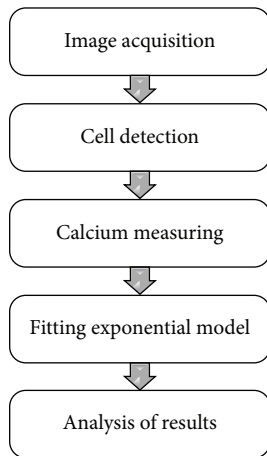 Image acquisition
Cell detection
Calcium measuring
Fitting exponential model
Analysis of results